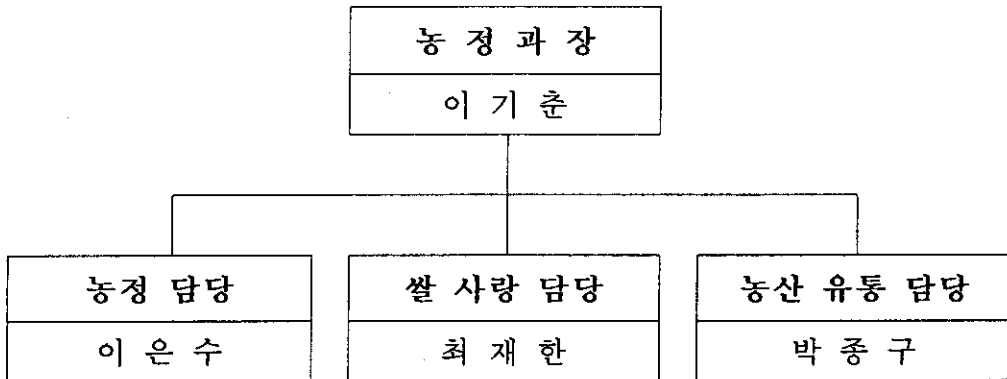 농 정 과 장
이 기 춘
농정 담당
쌀 사랑 담당
농산 유통 담당
이 은 수
최 재 한
박 종 구